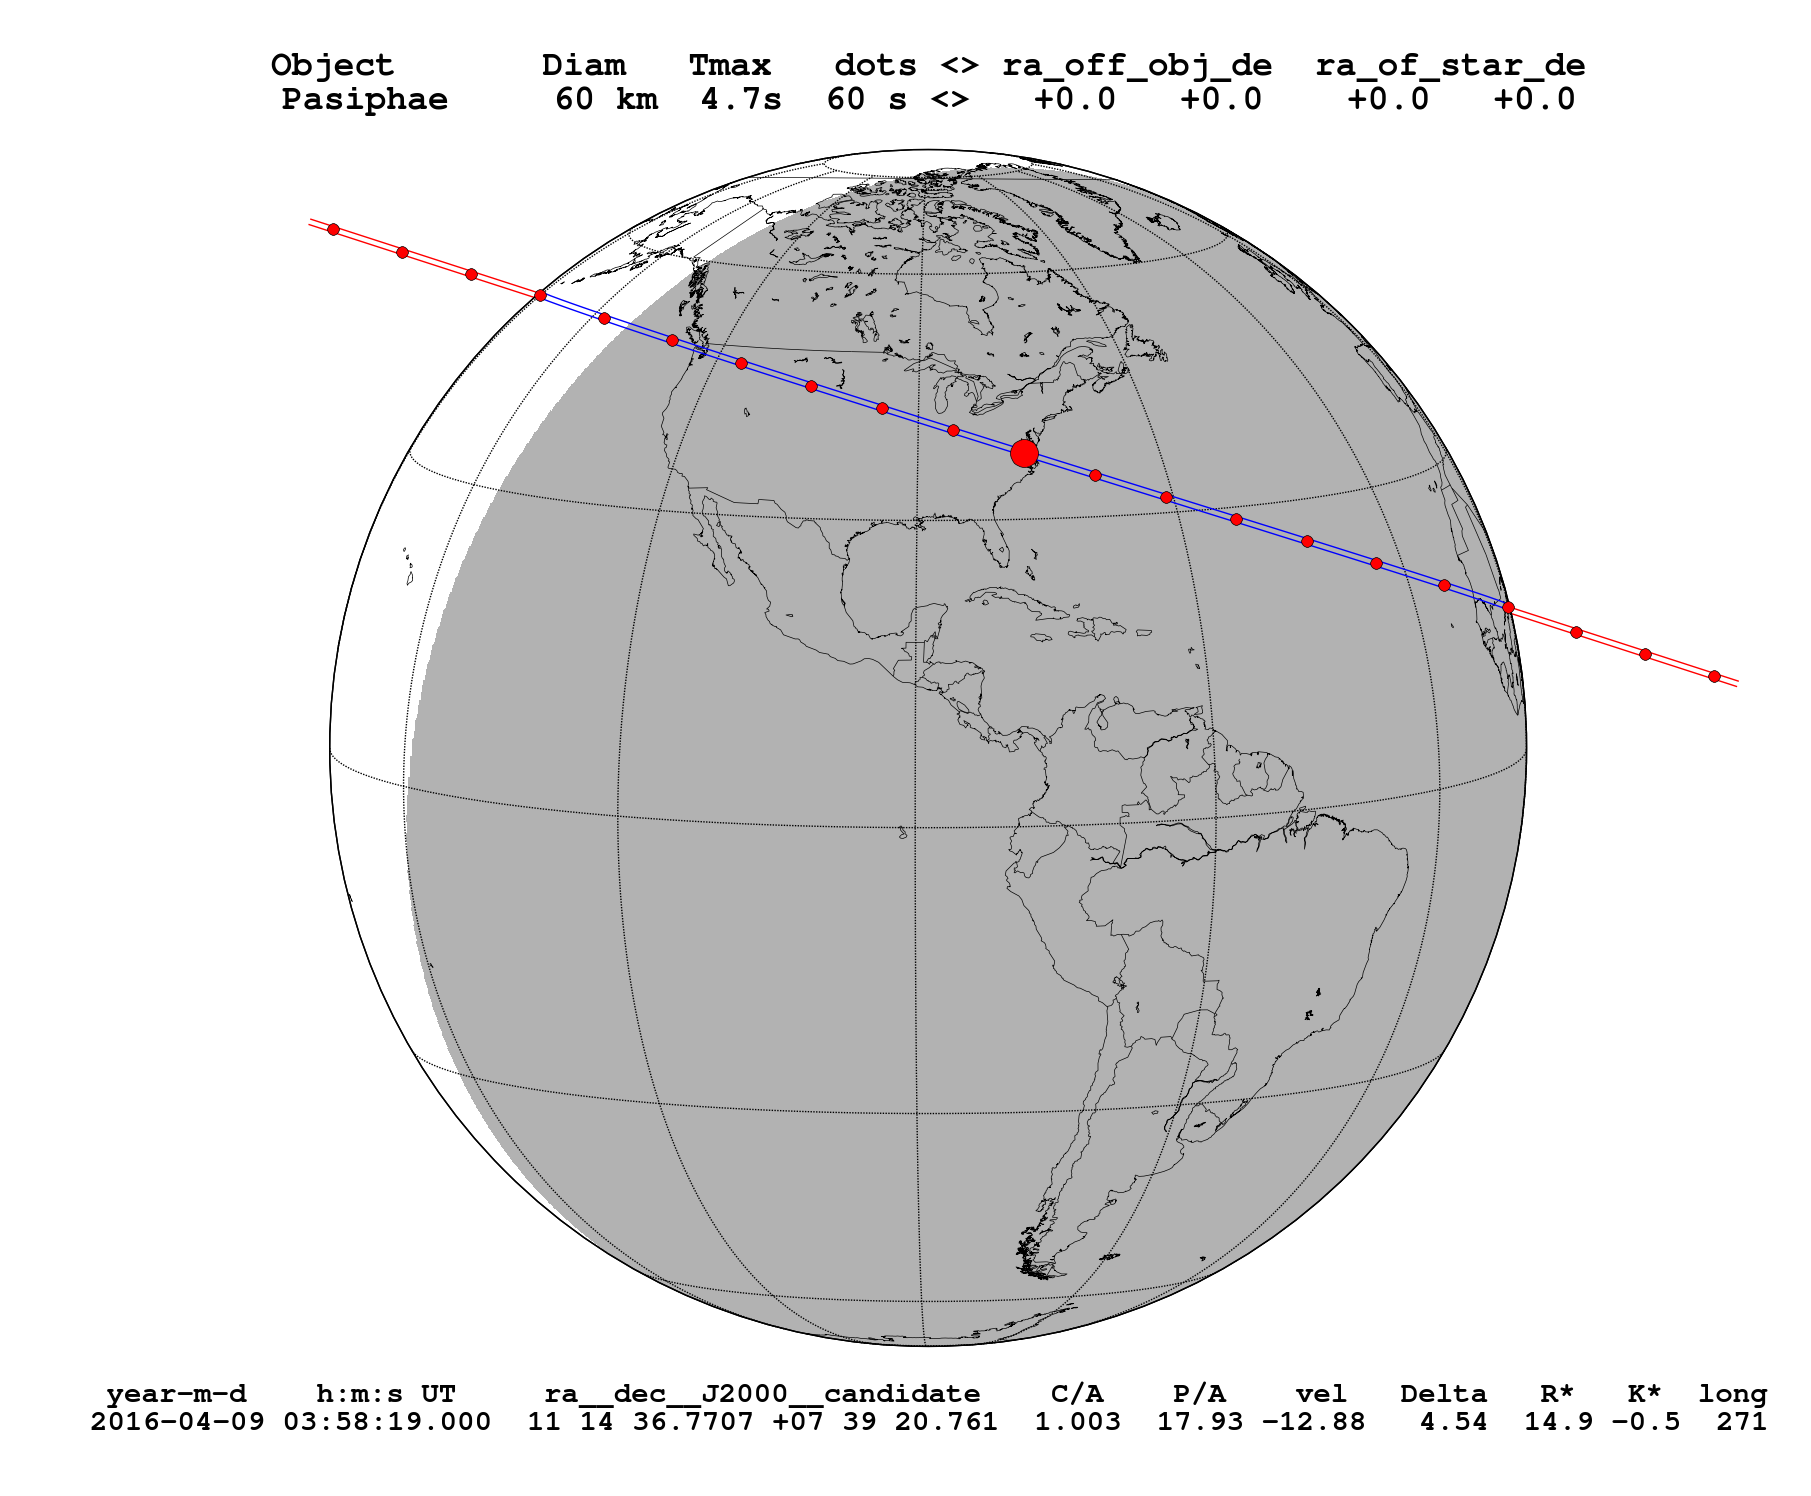 Object Diam Tmax dots <> ra_off_obj_de ra_of_star_de
Pasiphae 60 km 4.7s 60 s <> +0.0 +0.0 +0.0 +0.0
year-m-d h:m:s UT ra__dec__J2000__candidate C/A P/A vel Delta R* K* long
2016-04-09 03:58:19.000 11 14 36.7707 +07 39 20.761 1.003 17.93 -12.88 4.54 14.9 -0.5 271